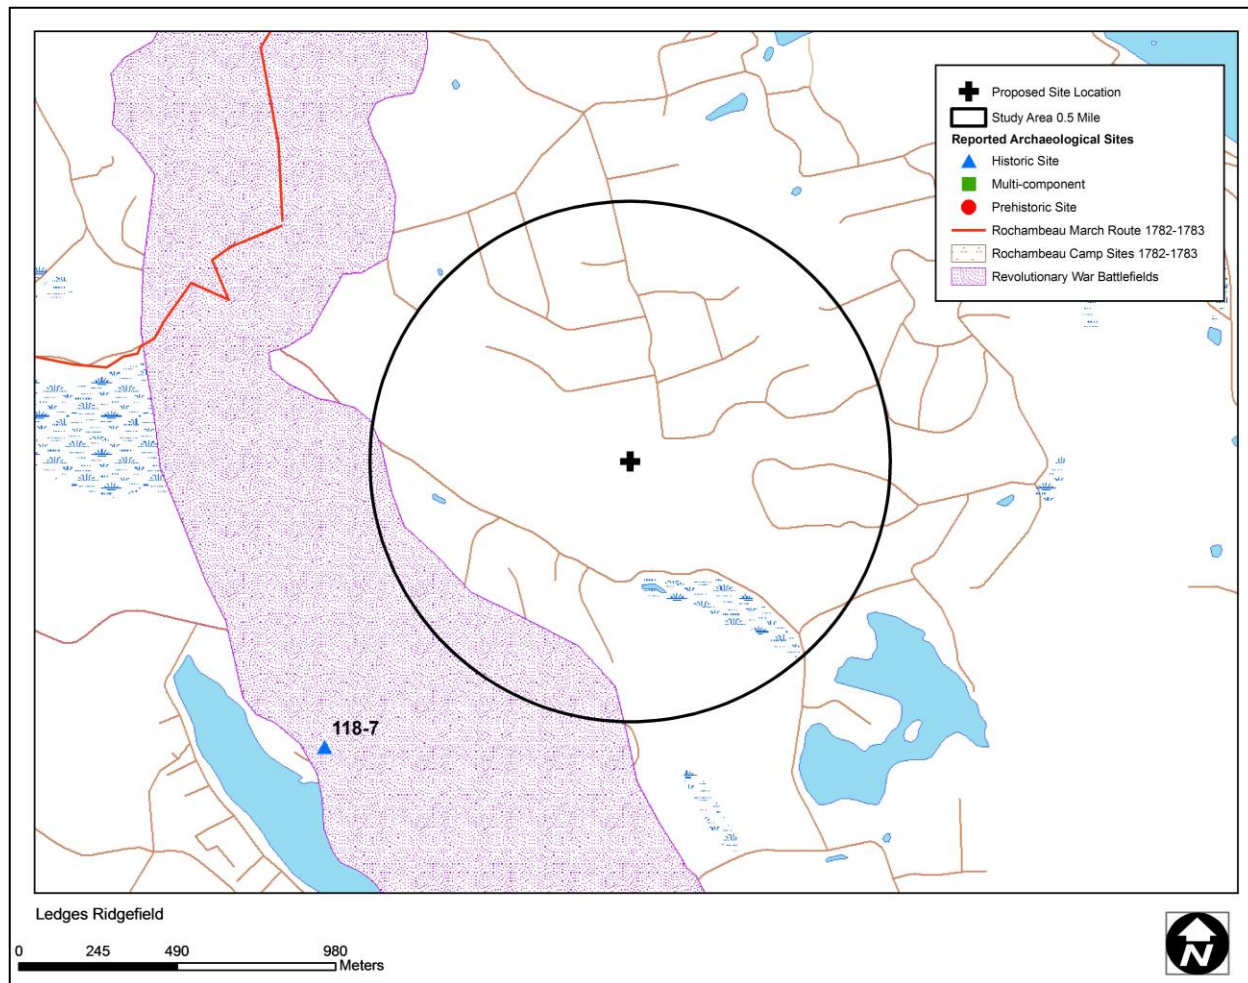 Proposed Site Location
Study Area 0.5 Mile
Reported Archaeological Sites
Historic Site
Multi-component
Prehistoric Site
Rochambeau March Route 1782-1783
Rochambeau Camp Sites 1782-1783
Revolutionary War Battlefields
118-7
Ledges Ridgefield
0 245 490 980
Meters
N